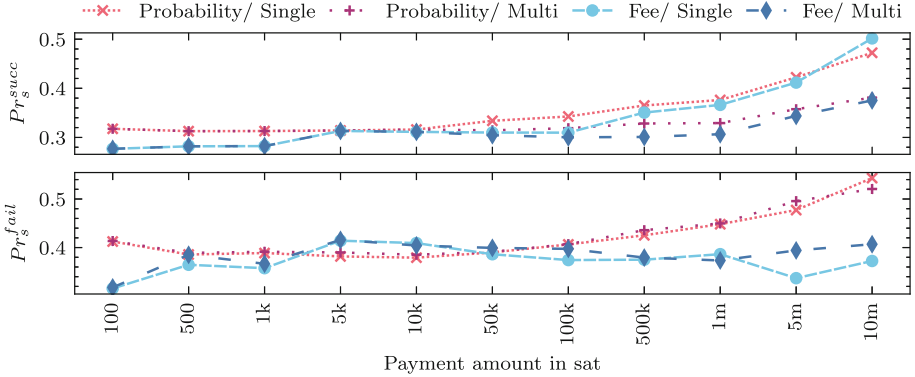 Probability/ Single Probability/ Multi Fee/ Single Fee/ Multi
0.5
0.4
0.3
Pr_s^{succ}
0.5
0.4
Pr_s^{fail}
100 500 1k 5k 10k 50k 100k 500k 1m 5m 10m
Payment amount in sat